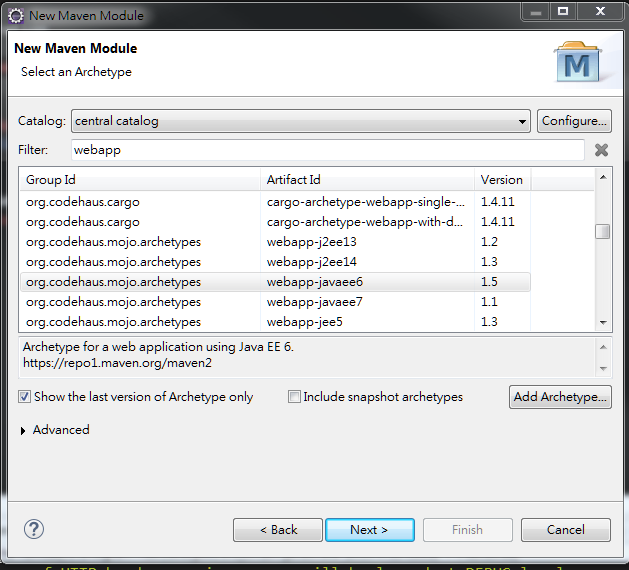 New Maven Module
New Maven Module
Select an Archetype
M
Catalog: central catalog Configure...
Filter: webapp
Group Id Artifact Id Version
org.codehaus.cargo cargo-archetype-webapp-single-... 1.4.11
org.codehaus.cargo cargo-archetype-webapp-with-d... 1.4.11
org.codehaus.mojo.archetypes webapp-j2ee13 1.2
org.codehaus.mojo.archetypes webapp-j2ee14 1.3
org.codehaus.mojo.archetypes webapp-javaee6 1.5
org.codehaus.mojo.archetypes webapp-javaee7 1.1
org.codehaus.mojo.archetypes webapp-jee5 1.3
Archetype for a web application using Java EE 6.
https://repo1.maven.org/maven2
Show the last version of Archetype only Include snapshot archetypes Add Archetype...
Advanced
? < Back Next > Finish Cancel